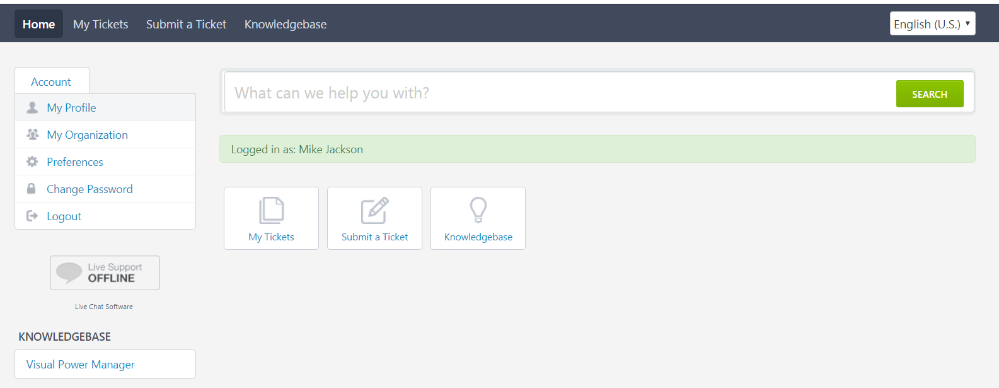 Home My Tickets Submit a Ticket Knowledgebase English (U.S.)
Account
My Profile
My Organization
Preferences
Change Password
Logout
Live Support
OFFLINE
Live Chat Software
KNOWLEDGEBASE
Visual Power Manager
What can we help you with? SEARCH
Logged in as: Mike Jackson
My Tickets Submit a Ticket Knowledgebase